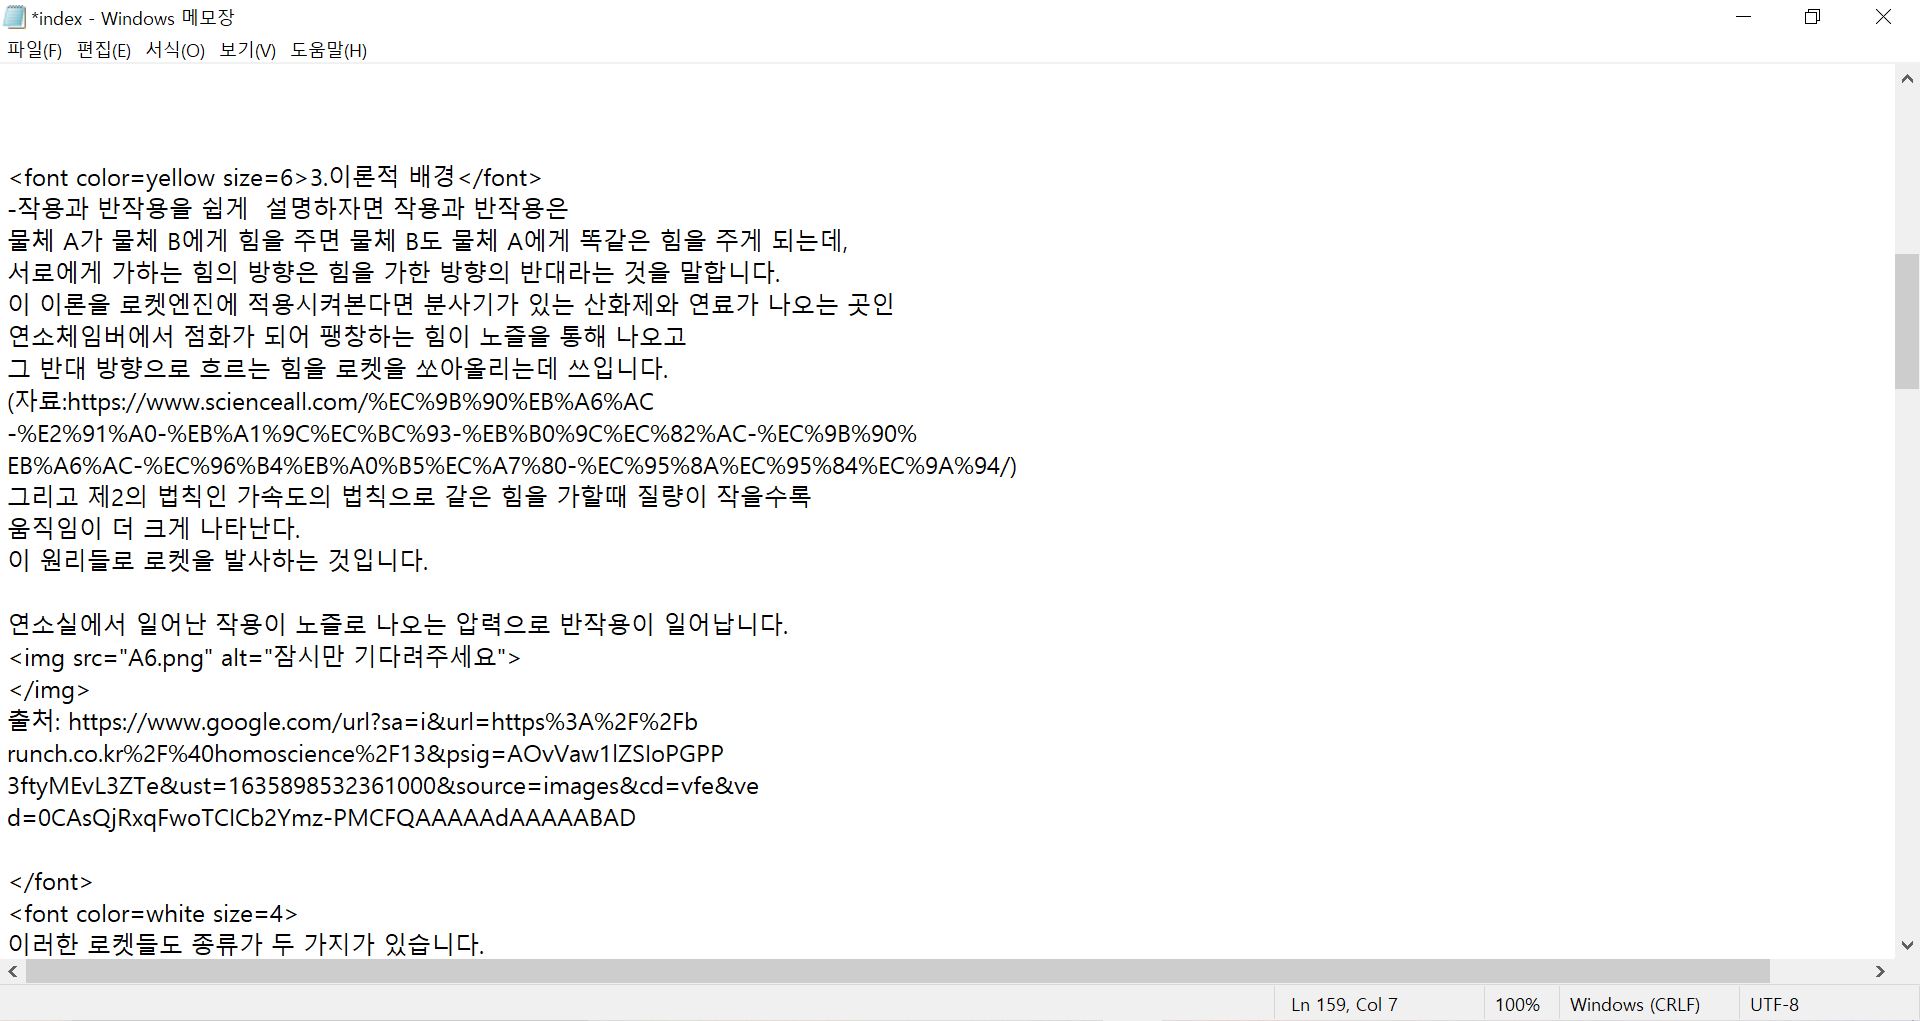 *index - Windows 메모장
파일(F) 편집(E) 서식(O) 보기(V) 도움말(H)
<font color=yellow size=6>3.이론적 배경</font>
-작용과 반작용을 쉽게  설명하자면 작용과 반작용은
물체 A가 물체 B에게 힘을 주면 물체 B도 물체 A에게 똑같은 힘을 주게 되는데,
서로에게 가하는 힘의 방향은 힘을 가한 방향의 반대라는 것을 말합니다.
이 이론을 로켓엔진에 적용시켜본다면 분사기가 있는 산화제와 연료가 나오는 곳인
연소체임버에서 점화가 되어 팽창하는 힘이 노즐을 통해 나오고
그 반대 방향으로 흐르는 힘을 로켓을 쏘아올리는데 쓰입니다.
(자료:https://www.scienceall.com/%EC%9B%90%EB%A6%AC
-%E2%91%A0-%EB%A1%9C%EC%BC%93-%EB%B0%9C%EC%82%AC-%EC%9B%90%
EB%A6%AC-%EC%96%B4%EB%A0%B5%EC%A7%80-%EC%95%8A%EC%95%84%EC%9A%94/)
그리고 제2의 법칙인 가속도의 법칙으로 같은 힘을 가할때 질량이 작을수록
움직임이 더 크게 나타난다.
이 원리들로 로켓을 발사하는 것입니다.
연소실에서 일어난 작용이 노즐로 나오는 압력으로 반작용이 일어납니다.
<img src="A6.png" alt="잠시만 기다려주세요">
</img>
출처: https://www.google.com/url?sa=i&url=https%3A%2F%2Fb
runch.co.kr%2F%40homoscience%2F13&psig=AOvVaw1lZSIoPGPP
3ftyMEvL3ZTe&ust=1635898532361000&source=images&cd=vfe&ve
d=0CAsQjRxqFwoTCICb2Ymz-PMCFQAAAAAdAAAAABAD
</font>
<font color=white size=4>
이러한 로켓들도 종류가 두 가지가 있습니다.
Ln 159, Col 7 100% Windows (CRLF) UTF-8